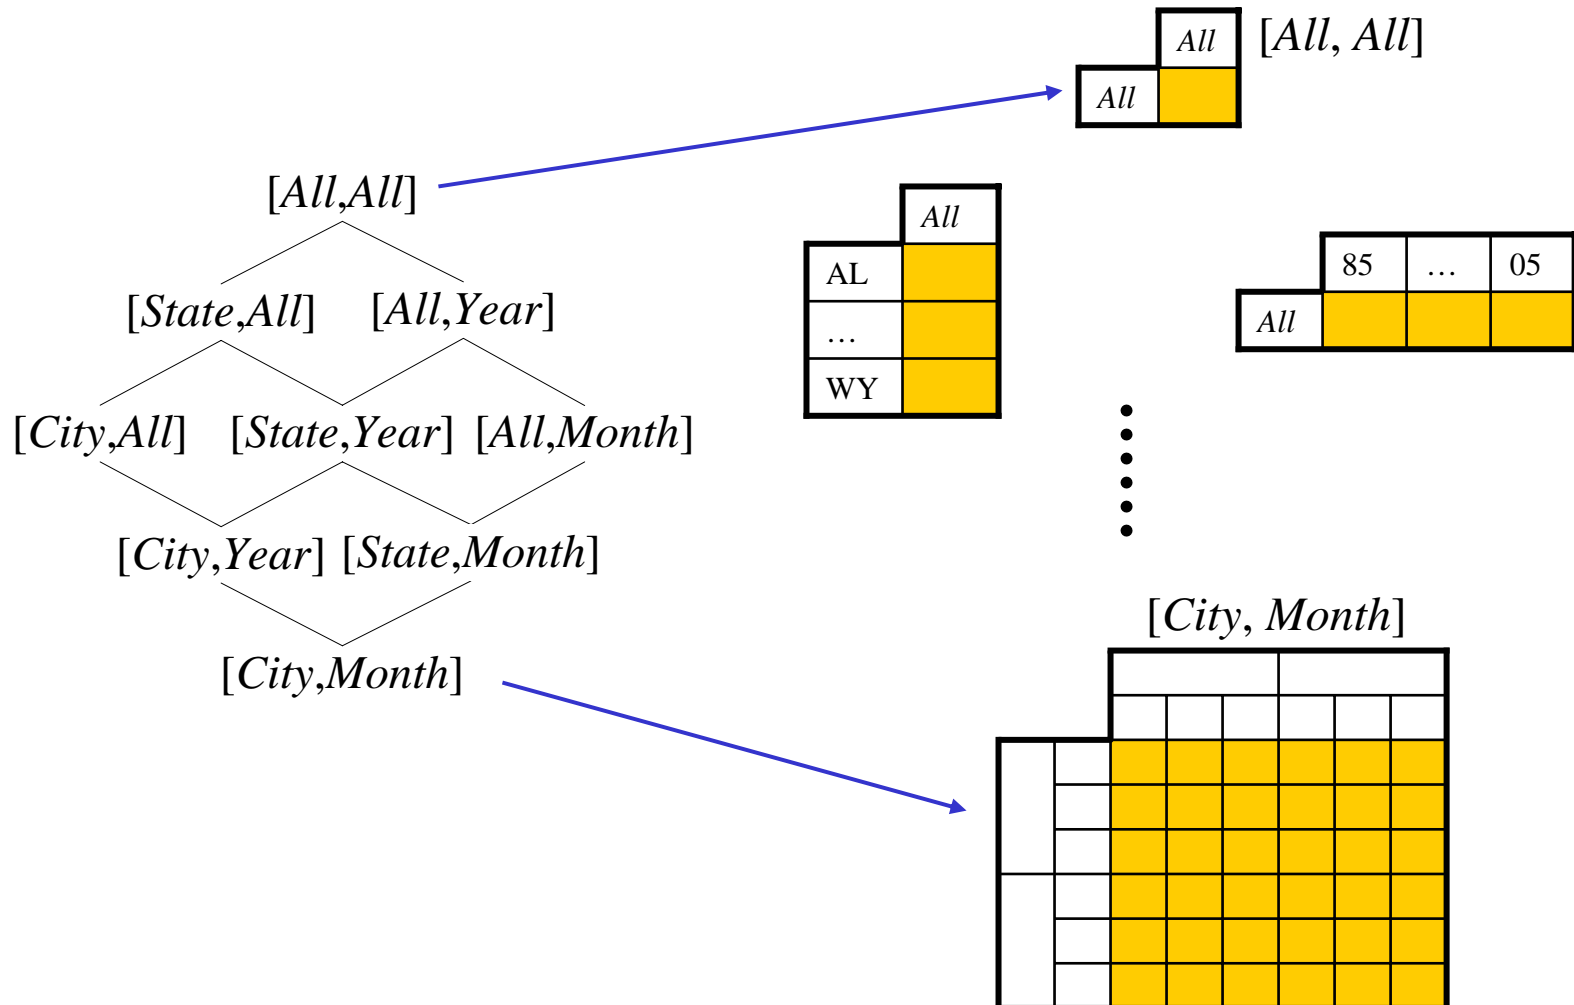 [All,All]
[State,All] [All,Year]
[City,All] [State,Year] [All,Month]
[City,Year] [State,Month]
[City,Month]
All [All, All]
All
All
AL
…
WY
85 … 05
All
[City, Month]